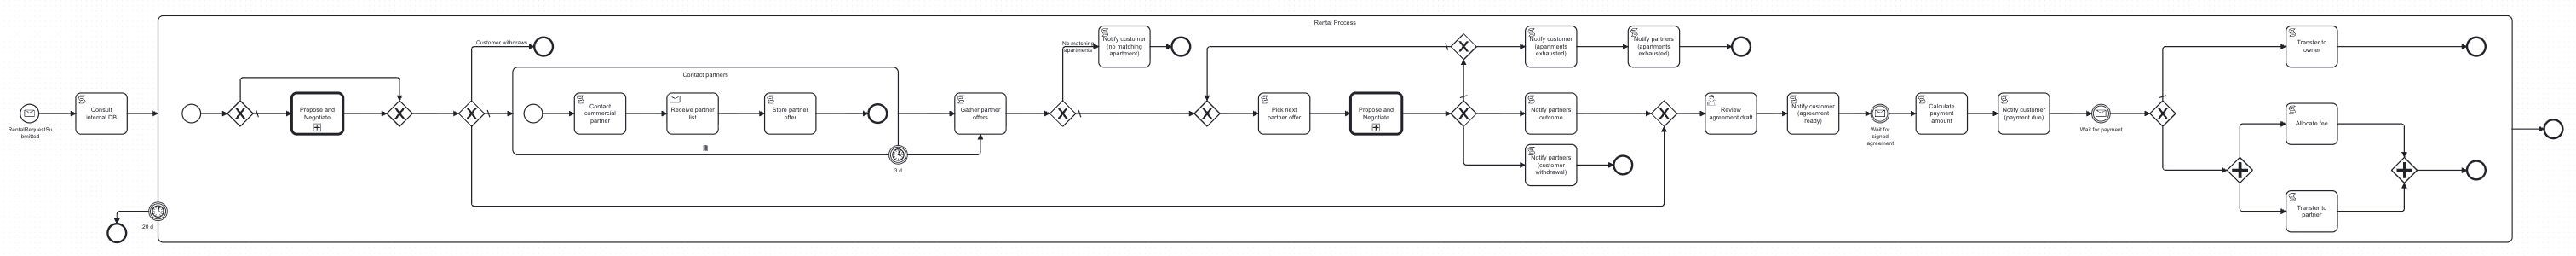 Rental Process
Customer withdraws
No matching
apartments
Notify customer
(no matching
apartment)
Notify customer
(apartments
exhausted)
Notify partners
(apartments
exhausted)
Transfer to
owner
Contact partners
RentalRequestSu
bmitted
Consult
internal DB
Propose and
Negotiate
Contact
commercial
partner
Receive partner
list
Store partner
offer
Gather partner
offers
Pick next
partner offer
Propose and
Negotiate
Notify partners
outcome
Review
agreement draft
Notify customer
(agreement
ready)
Wait for
signed
agreement
Calculate
payment
amount
Notify customer
(payment due)
Wait for payment
Allocate fee
3 d
Notify partners
(customer
withdrawal)
20 d
Transfer to
partner